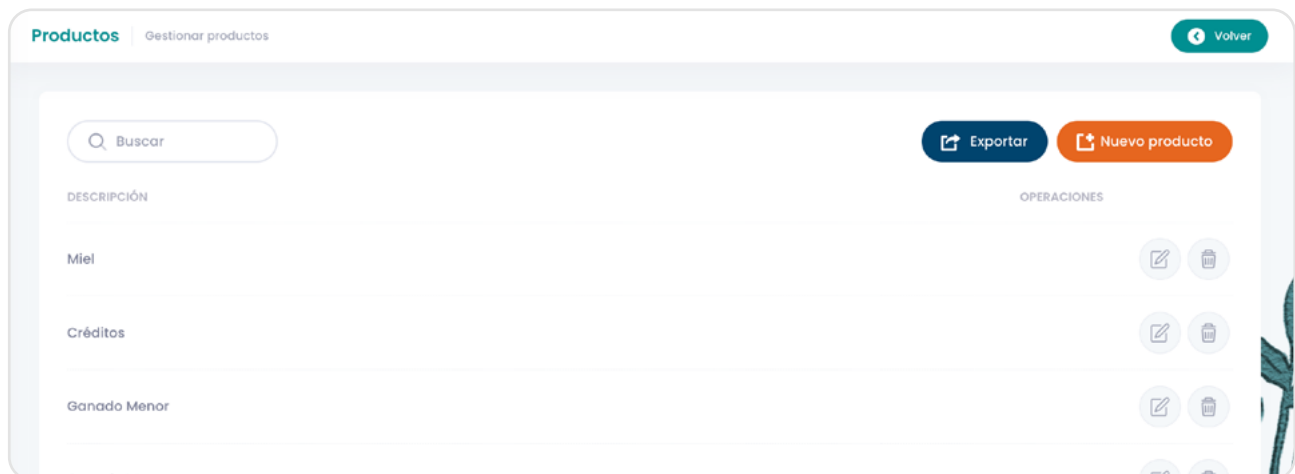 Productos Gestionar productos Volver
Buscar Exportar Nuevo producto
DESCRIPCIÓN OPERACIONES
Miel
Créditos
Ganado Menor